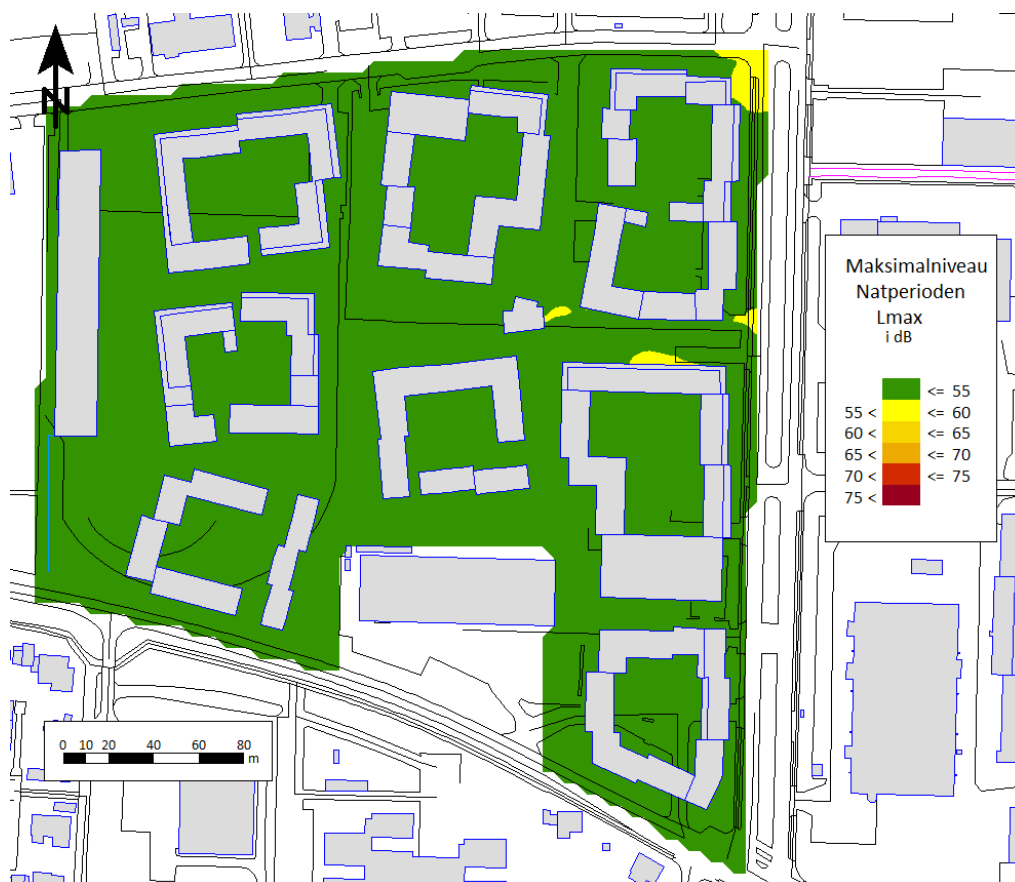 N
Maksimalniveau
Natperioden
Lmax
i dB
<= 55
55 < <= 60
60 < <= 65
65 < <= 70
70 < <= 75
75 <
0 10 20 40 60 80
m